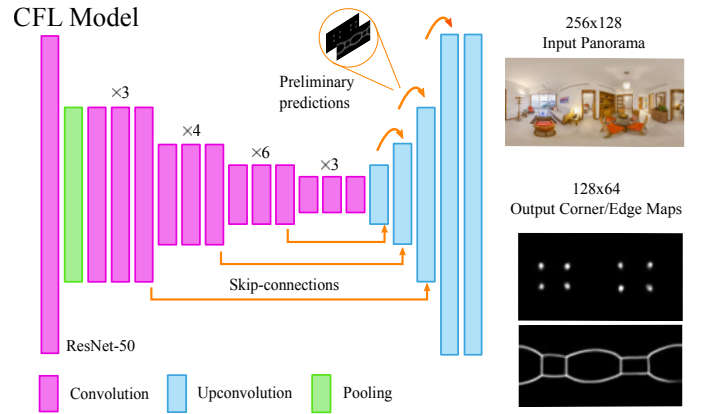 CFL Model
×3
×4
×6
×3
Preliminary
predictions
256x128
Input Panorama
128x64
Output Corner/Edge Maps
Skip-connections
ResNet-50
Convolution
Upconvolution
Pooling